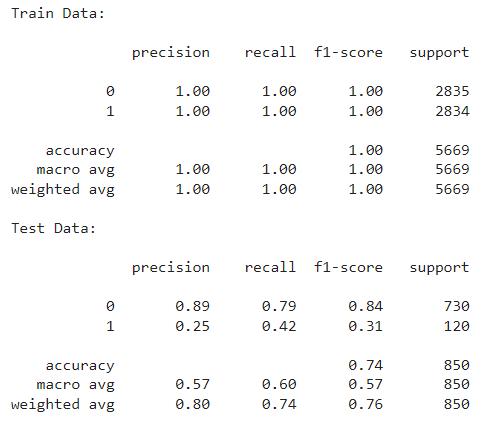 Train Data:
precision recall f1-score support
0 1.00 1.00 1.00 2835
1 1.00 1.00 1.00 2834
accuracy 1.00 5669
macro avg 1.00 1.00 1.00 5669
weighted avg 1.00 1.00 1.00 5669
Test Data:
precision recall f1-score support
0 0.89 0.79 0.84 730
1 0.25 0.42 0.31 120
accuracy 0.74 850
macro avg 0.57 0.60 0.57 850
weighted avg 0.80 0.74 0.76 850